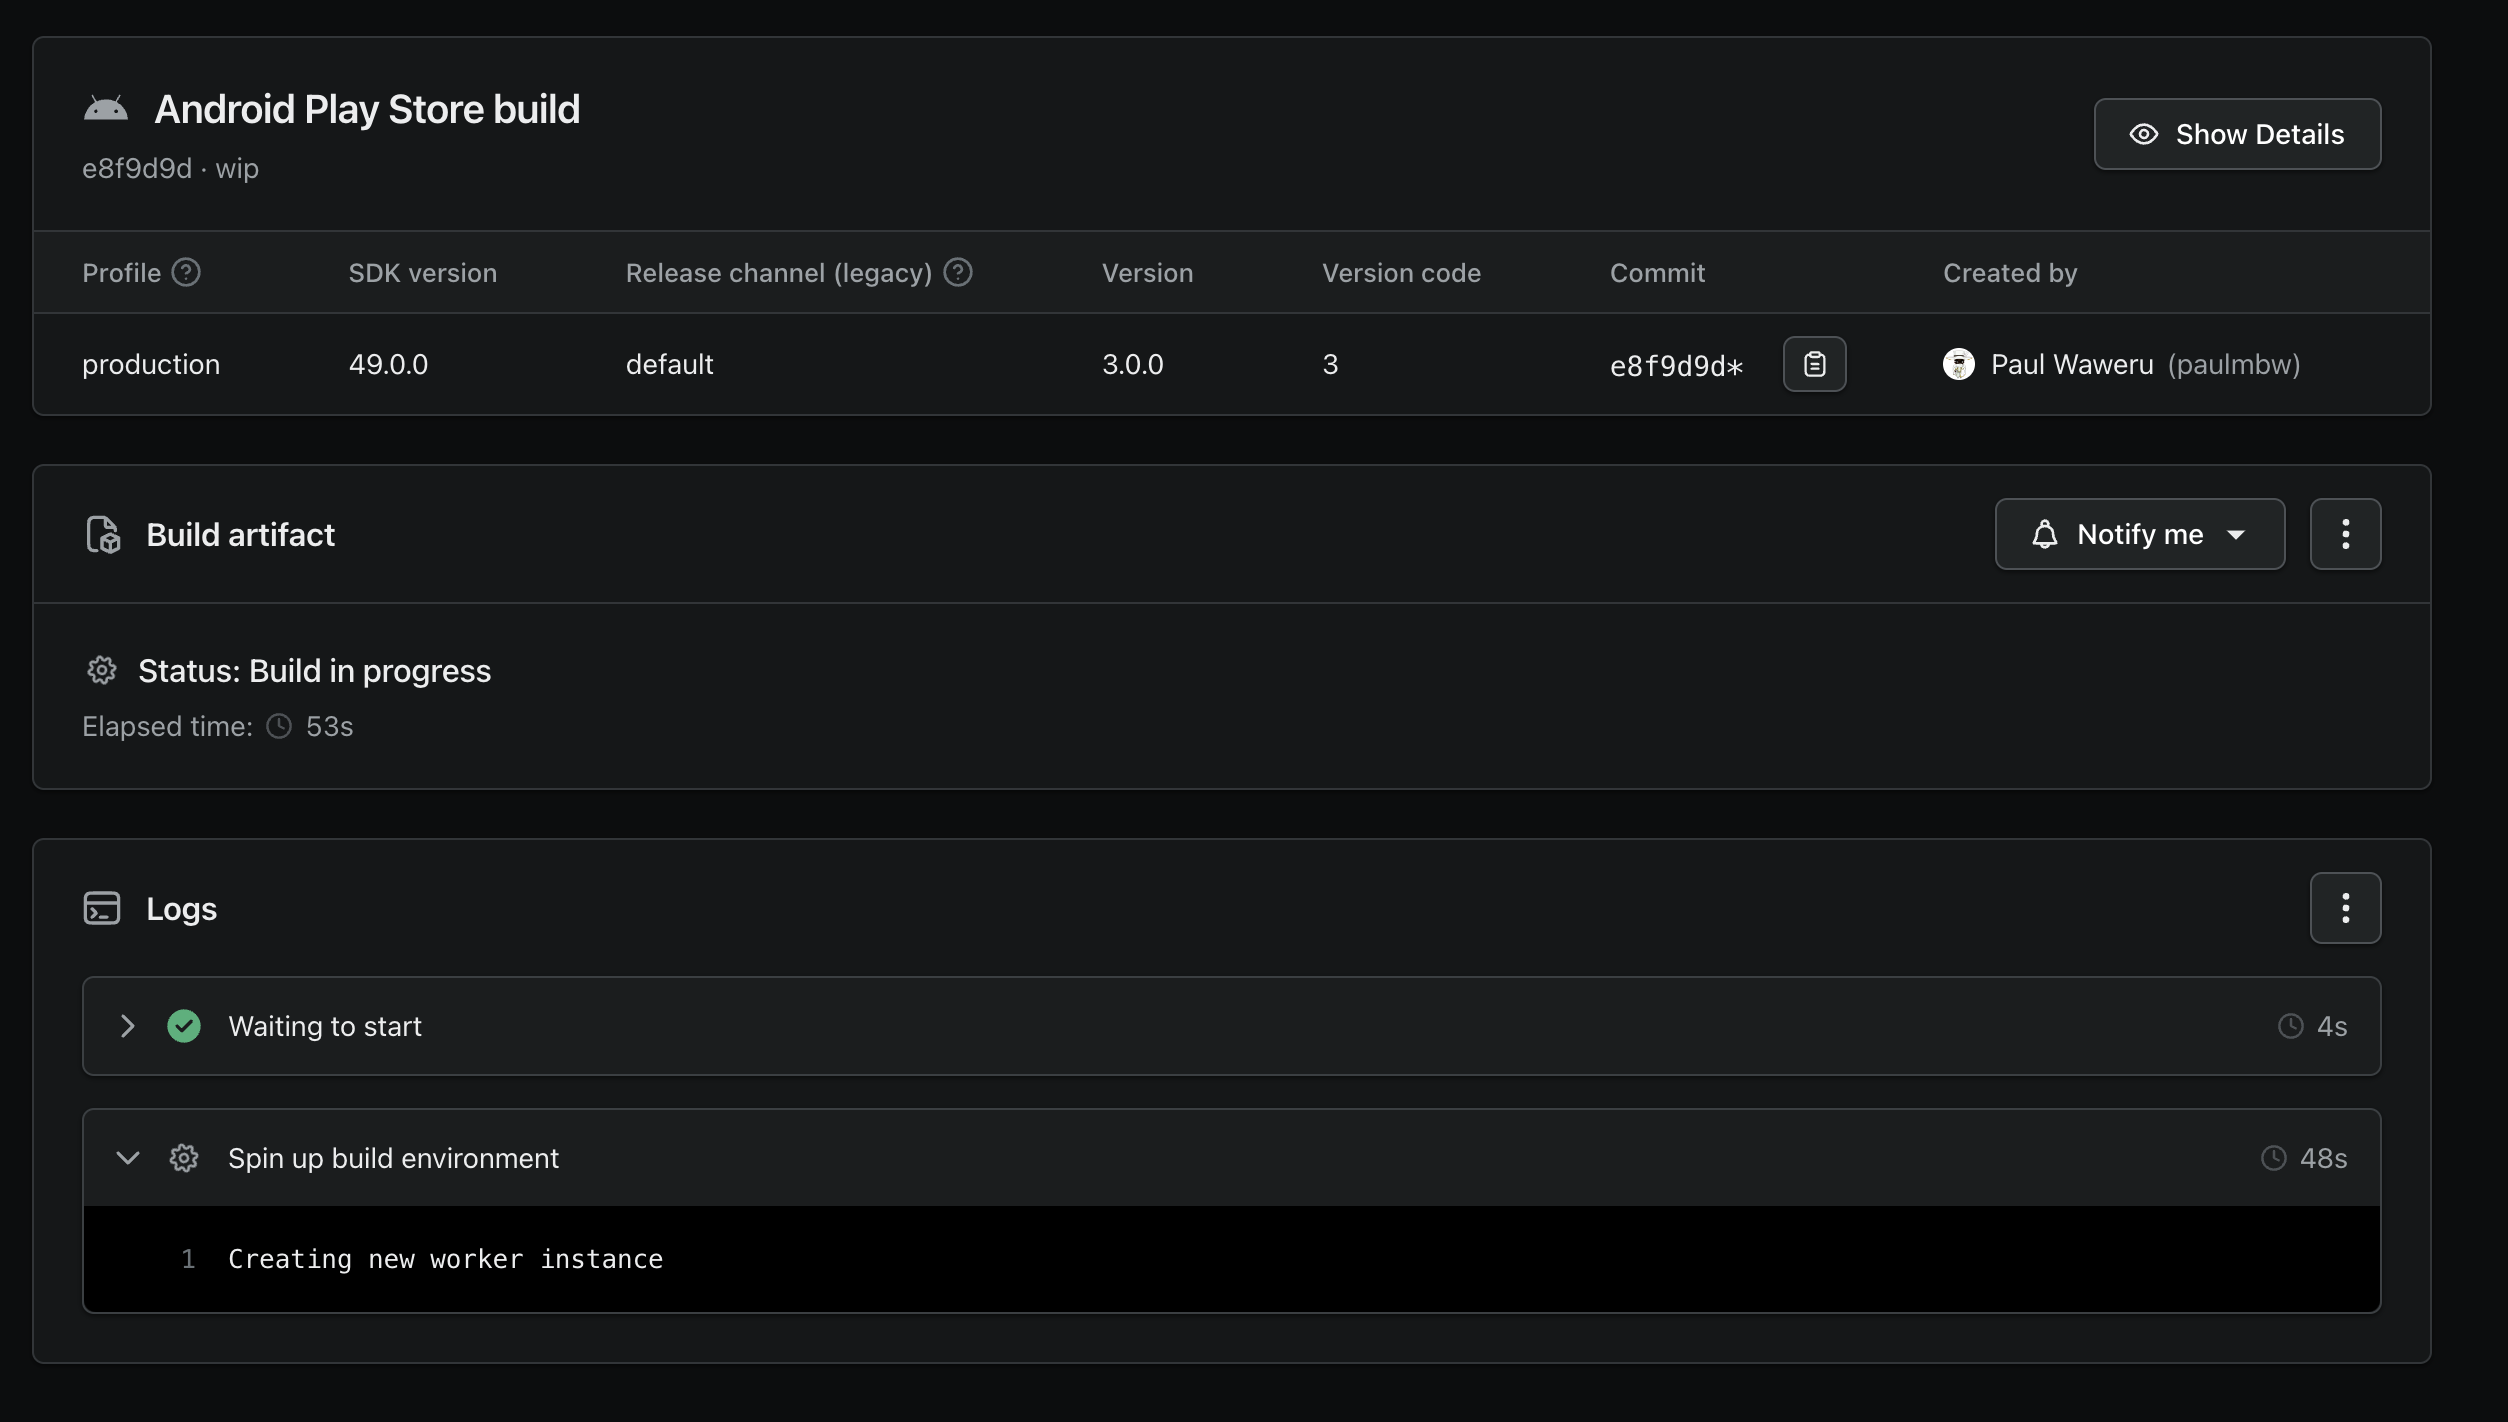 Android Play Store build
e8f9d9d · wip
Show Details
Profile SDK version Release channel (legacy) Version Version code Commit Created by
production 49.0.0 default 3.0.0 3 e8f9d9d* Paul Waweru (paulmbw)
Build artifact
Notify me
Status: Build in progress
Elapsed time: 53s
Logs
Waiting to start 4s
Spin up build environment 48s
1 Creating new worker instance